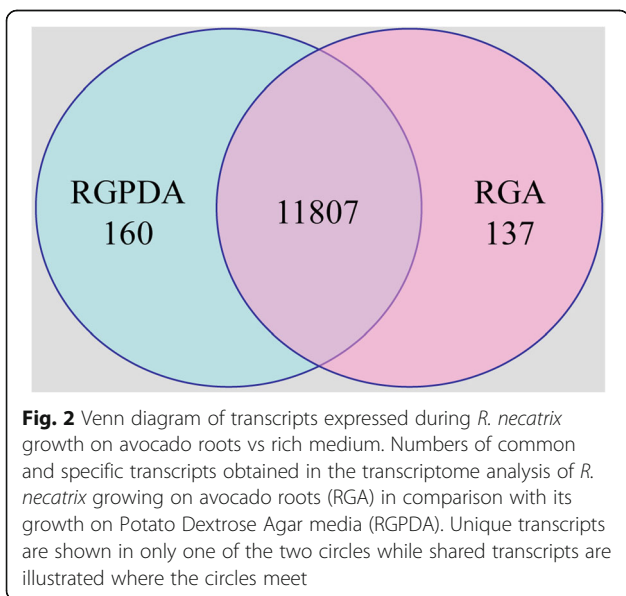 RGPDA
160
11807
RGA
137
Fig. 2 Venn diagram of transcripts expressed during R. necatrix
growth on avocado roots vs rich medium. Numbers of common
and specific transcripts obtained in the transcriptome analysis of R.
necatrix growing on avocado roots (RGA) in comparison with its
growth on Potato Dextrose Agar media (RGPDA). Unique transcripts
are shown in only one of the two circles while shared transcripts are
illustrated where the circles meet